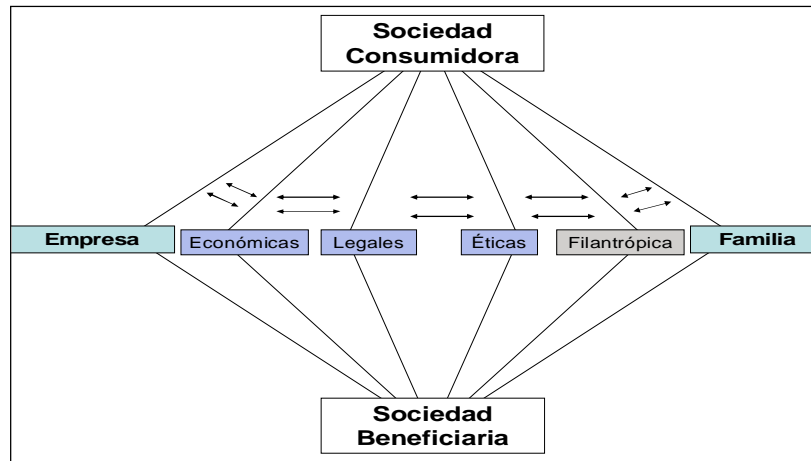 Sociedad
Consumidora
Empresa
Económicas
Legales
Éticas
Filantrópica
Familia
Sociedad
Beneficiaria